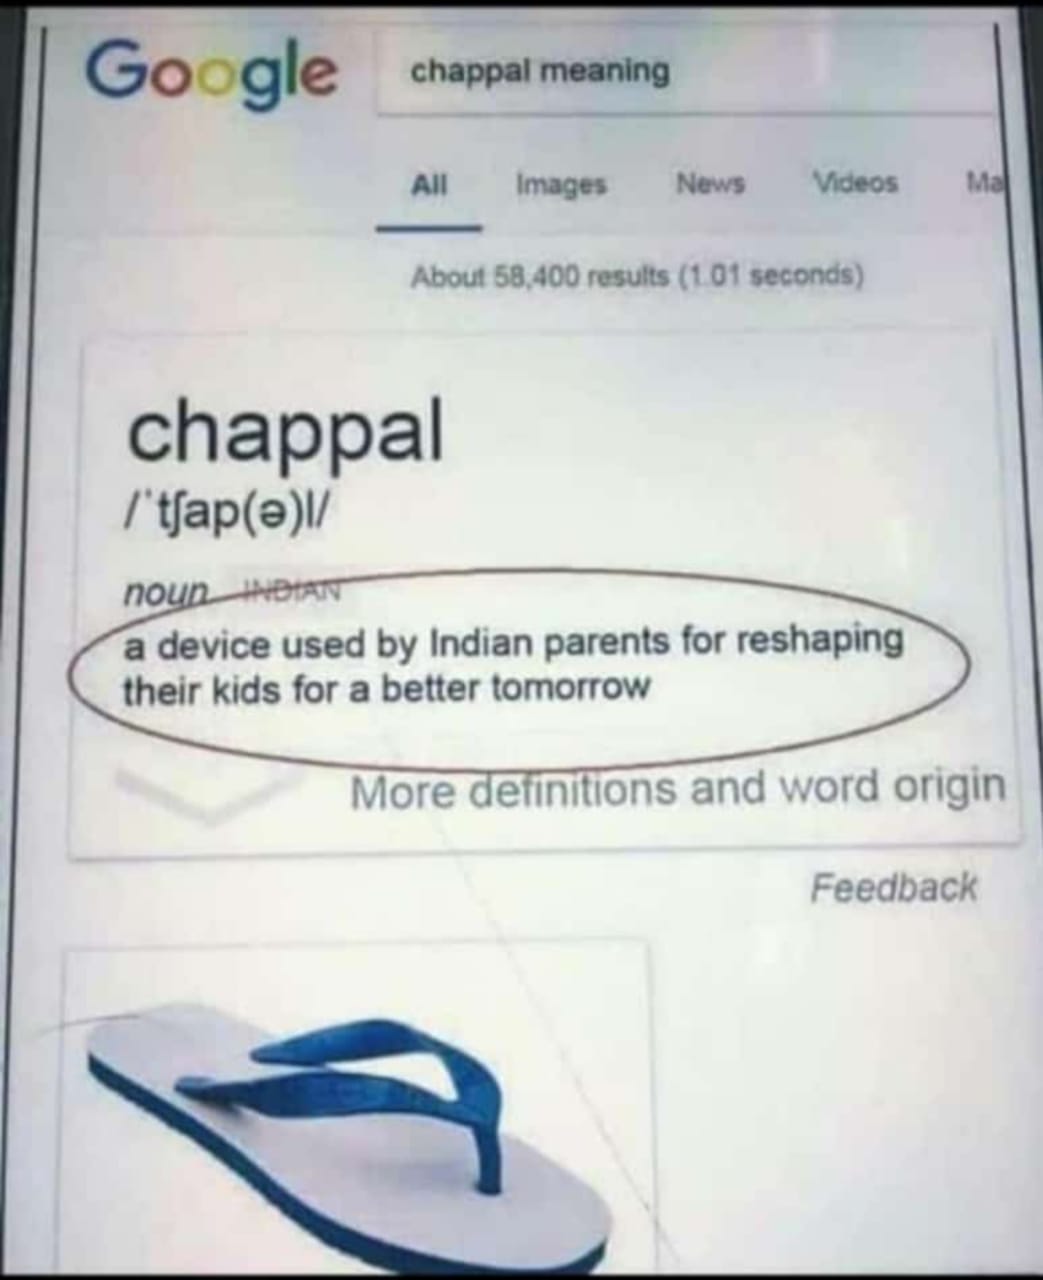 Google
chappal meaning
All Images News Videos Ma
About 58,400 results (1.01 seconds)
chappal
/ˈtʃap(ə)l/
noun INDIAN
a device used by Indian parents for reshaping
their kids for a better tomorrow
More definitions and word origin
Feedback